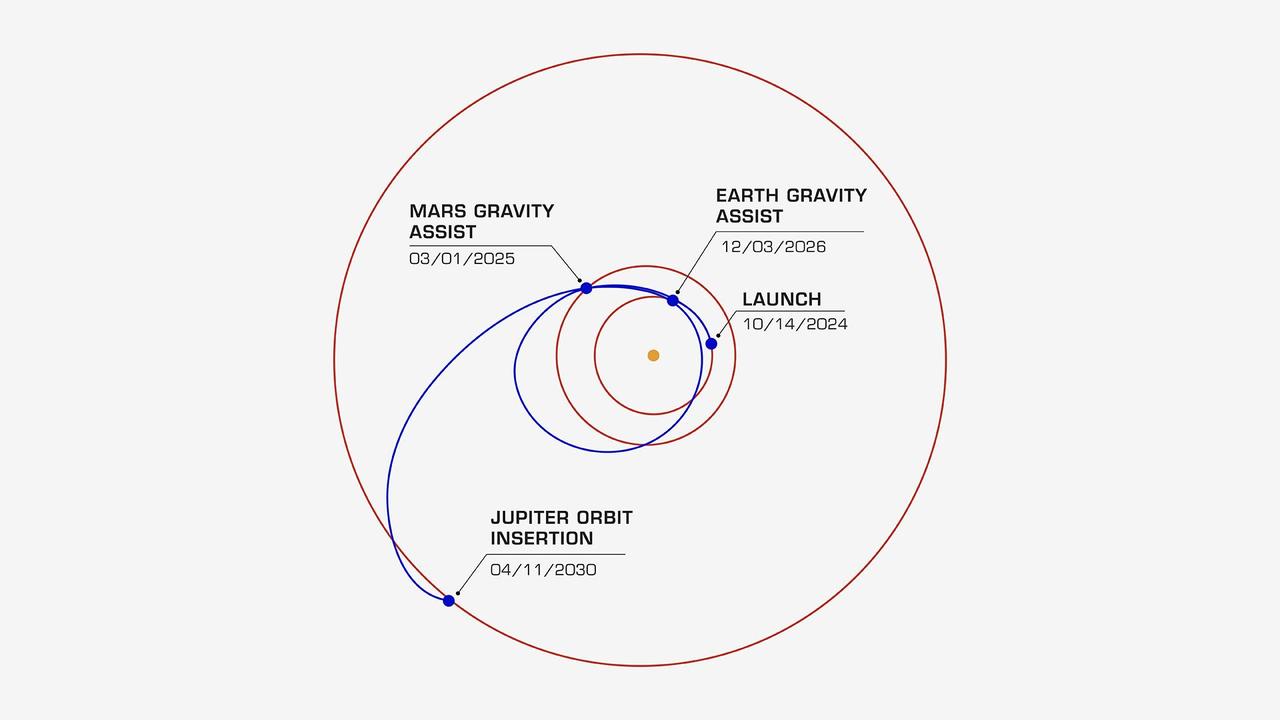 MARS GRAVITY
ASSIST
03/01/2025
EARTH GRAVITY
ASSIST
12/03/2026
LAUNCH
10/14/2024
JUPITER ORBIT
INSERTION
04/11/2030